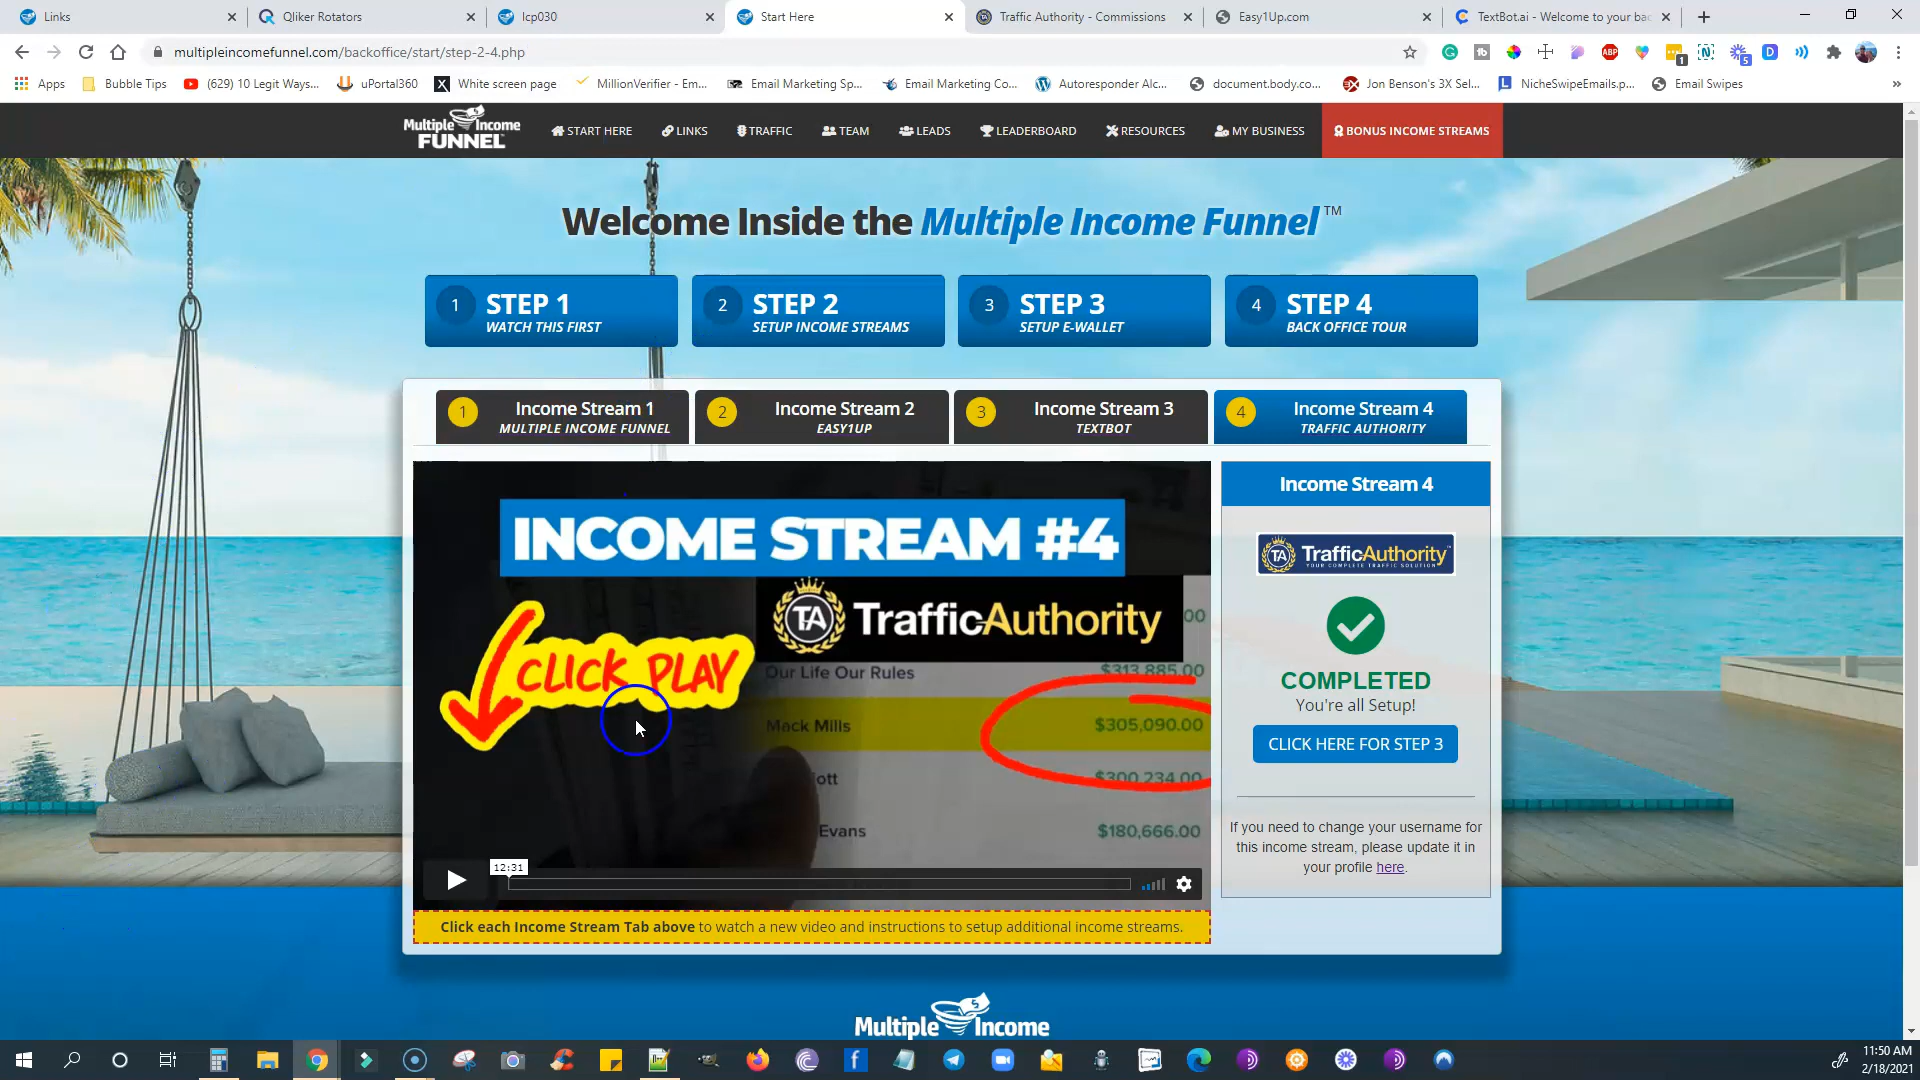 Links
Qliker Rotators
lcp030
Start Here
Traffic Authority - Commissions
Easy1Up.com
TextBot.ai - Welcome to your bac
multipleincomefunnel.com/backoffice/start/step-2-4.php
Apps
Bubble Tips
(629) 10 Legit Ways...
uPortal360
White screen page
MillionVerifier - Em...
Email Marketing Sp...
Email Marketing Co...
Autoresponder Alc...
document.body.co...
Jon Benson's 3X Sel...
NicheSwipeEmails.p...
Email Swipes
Multiple Income
FUNNEL
START HERE
LINKS
TRAFFIC
TEAM
LEADS
LEADERBOARD
RESOURCES
MY BUSINESS
BONUS INCOME STREAMS
Welcome Inside the Multiple Income Funnel™
1 STEP 1
WATCH THIS FIRST
2 STEP 2
SETUP INCOME STREAMS
3 STEP 3
SETUP E-WALLET
4 STEP 4
BACK OFFICE TOUR
1 Income Stream 1
MULTIPLE INCOME FUNNEL
2 Income Stream 2
EASY1UP
3 Income Stream 3
TEXTBOT
4 Income Stream 4
TRAFFIC AUTHORITY
INCOME STREAM #4
TA TrafficAuthority
CLICK PLAY
Our Life Our Rules $313,885.00
Mack Mills $305,090.00
ott $300,234.00
Evans $180,666.00
12:31
Click each Income Stream Tab above to watch a new video and instructions to setup additional income streams.
Income Stream 4
TA TrafficAuthority
YOUR COMPLETE TRAFFIC SOLUTION
COMPLETED
You're all Setup!
CLICK HERE FOR STEP 3
If you need to change your username for
this income stream, please update it in
your profile here.
Multiple Income
11:50 AM
2/18/2021